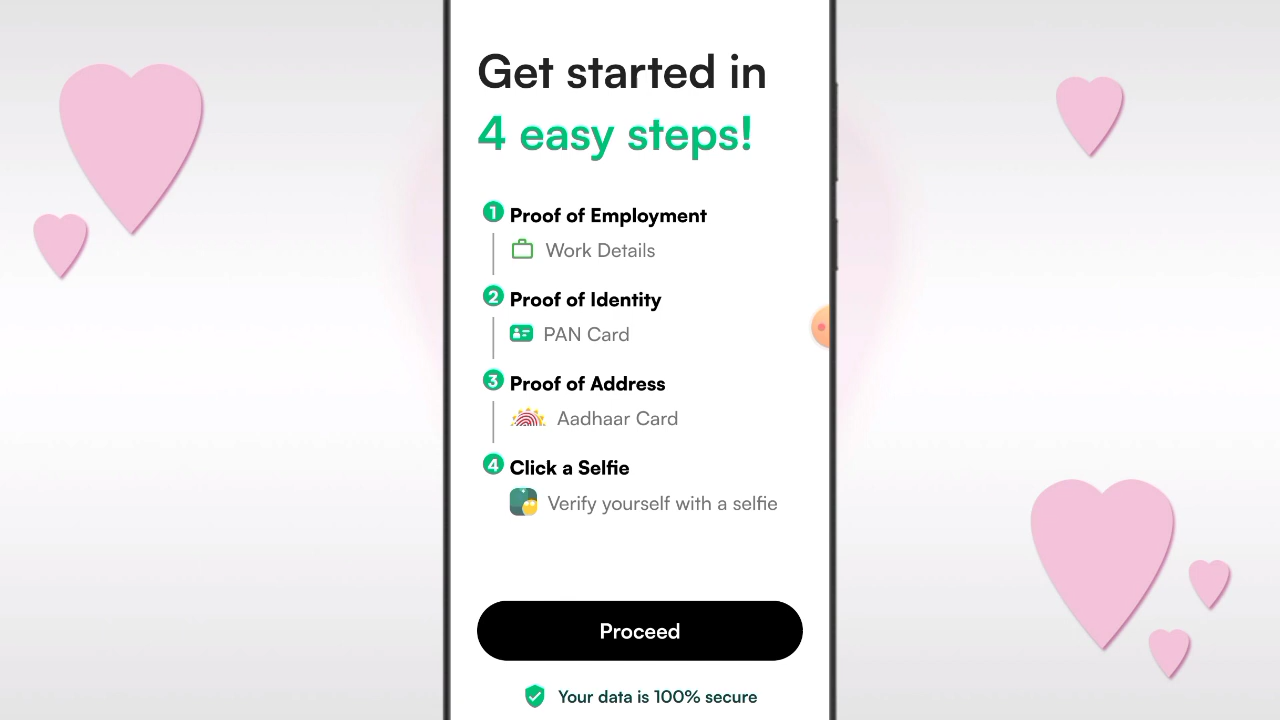 Get started in
4 easy steps!
1 Proof of Employment
Work Details
2 Proof of Identity
PAN Card
3 Proof of Address
Aadhaar Card
4 Click a Selfie
Verify yourself with a selfie
Proceed
Your data is 100% secure